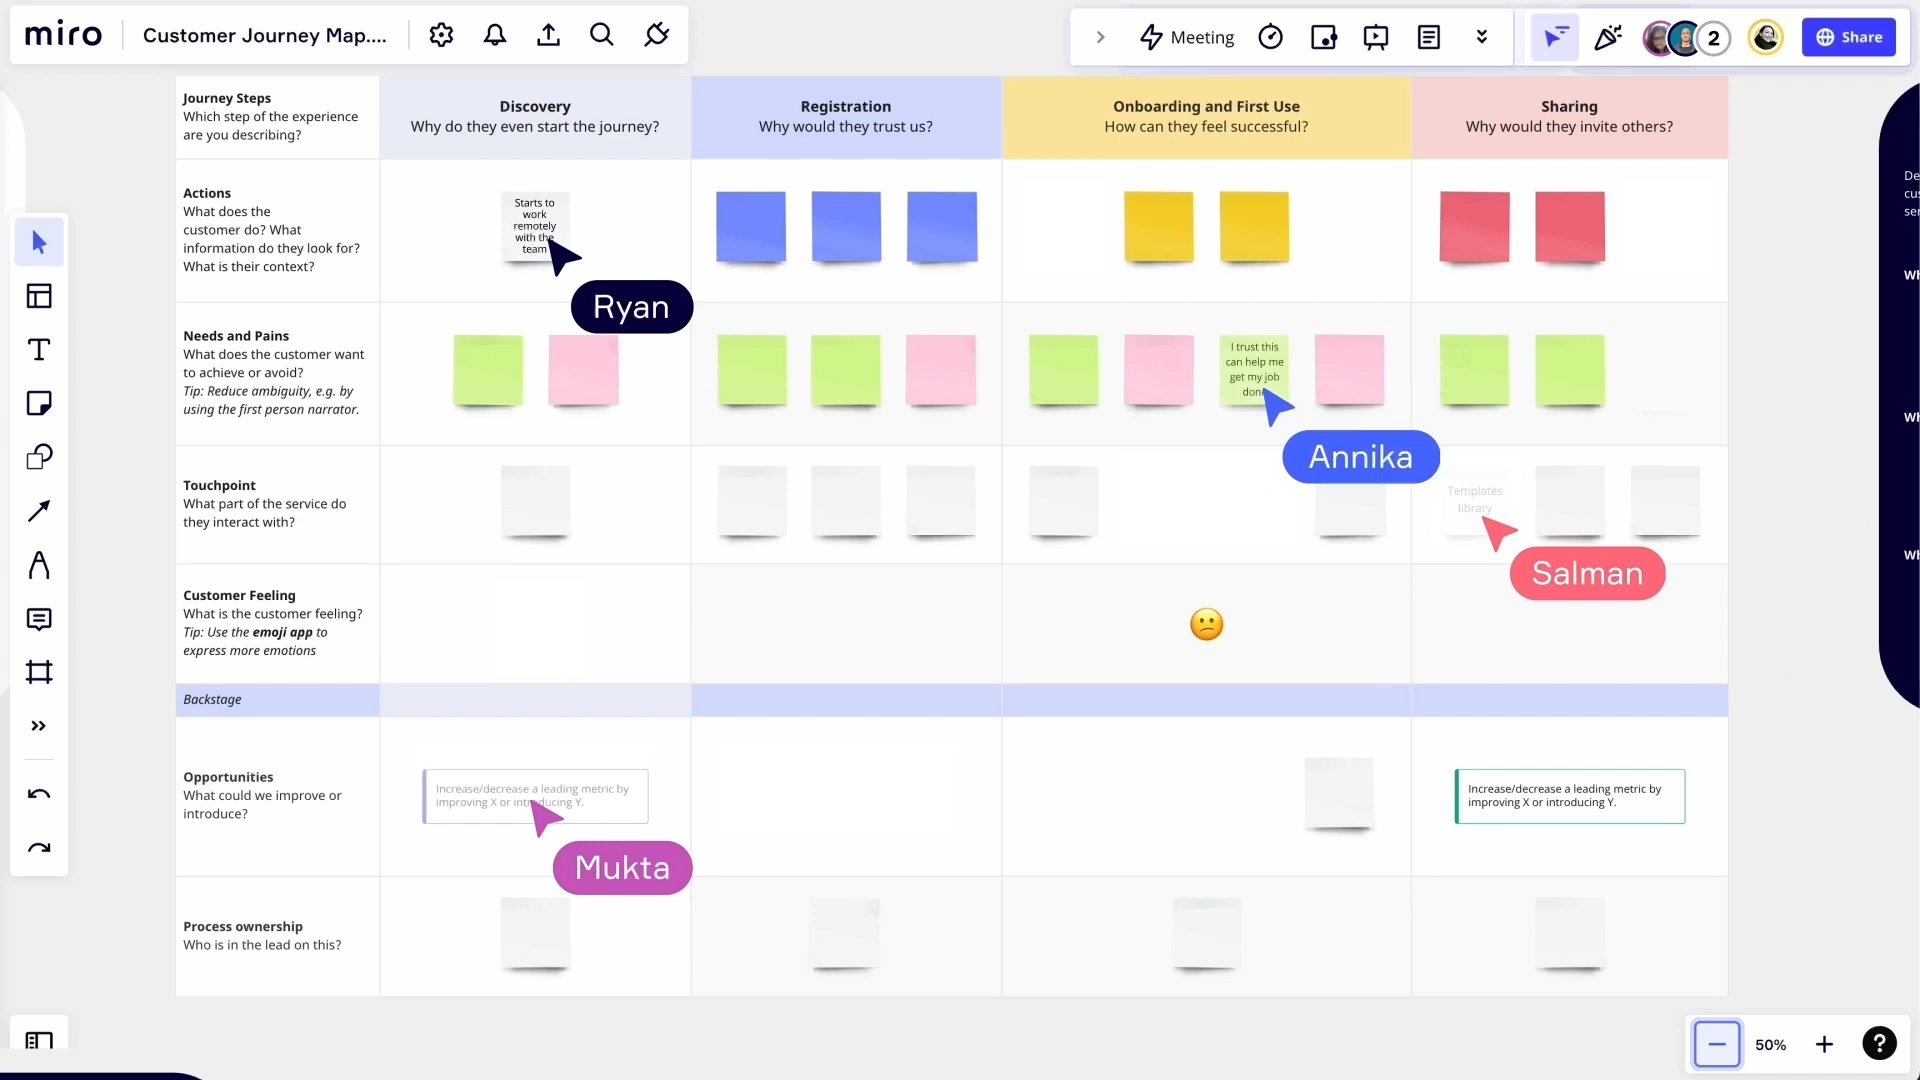 miro
Customer Journey Map....
Meeting
2
Share
Journey Steps
Which step of the experience
are you describing?
Discovery
Why do they even start the journey?
Registration
Why would they trust us?
Onboarding and First Use
How can they feel successful?
Sharing
Why would they invite others?
Actions
What does the
customer do? What
information do they look for?
What is their context?
Starts to
work
remotely
with the
team
Ryan
Needs and Pains
What does the customer want
to achieve or avoid?
Tip: Reduce ambiguity, e.g. by
using the first person narrator.
I trust this
can help me
get my job
done
Annika
Touchpoint
What part of the service do
they interact with?
Templates
library
Salman
Customer Feeling
What is the customer feeling?
Tip: Use the emoji app to
express more emotions
Backstage
Opportunities
What could we improve or
introduce?
Increase/decrease a leading metric by
improving X or introducing Y.
Mukta
Increase/decrease a leading metric by
improving X or introducing Y.
Process ownership
Who is in the lead on this?
50%
?